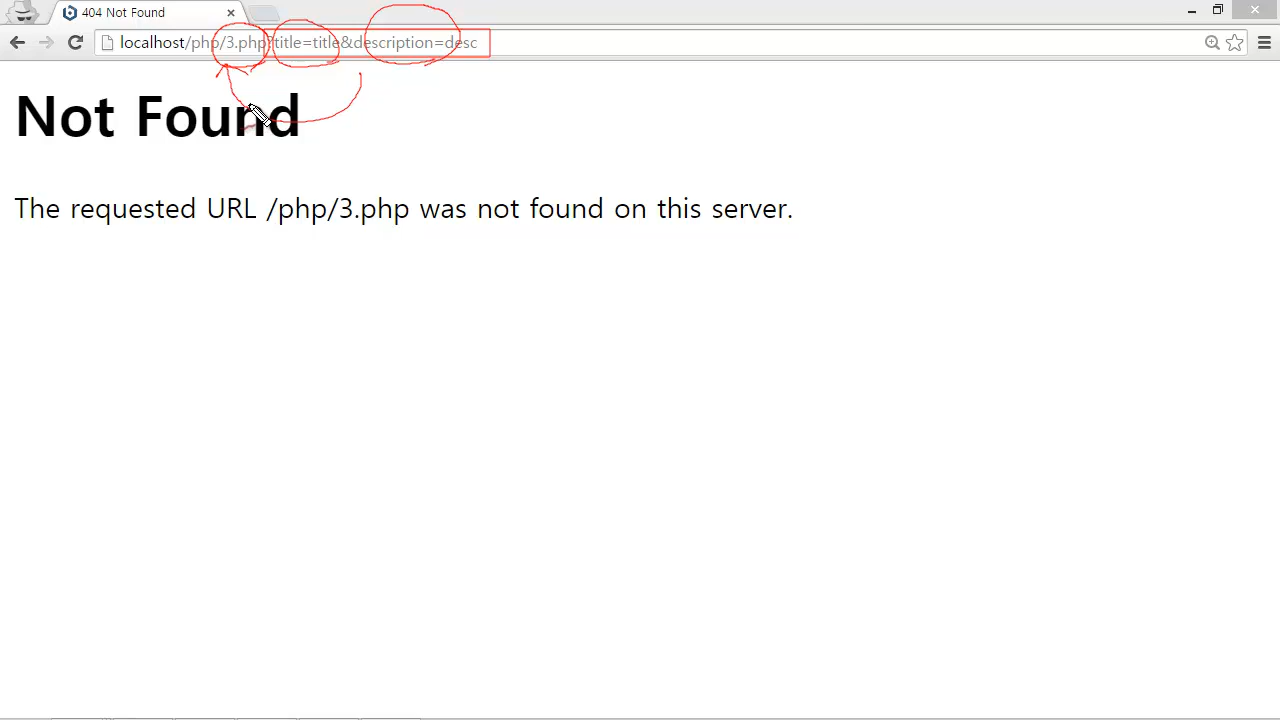 404 Not Found
localhost/php/3.php?title=title&description=desc
Not Found
The requested URL /php/3.php was not found on this server.